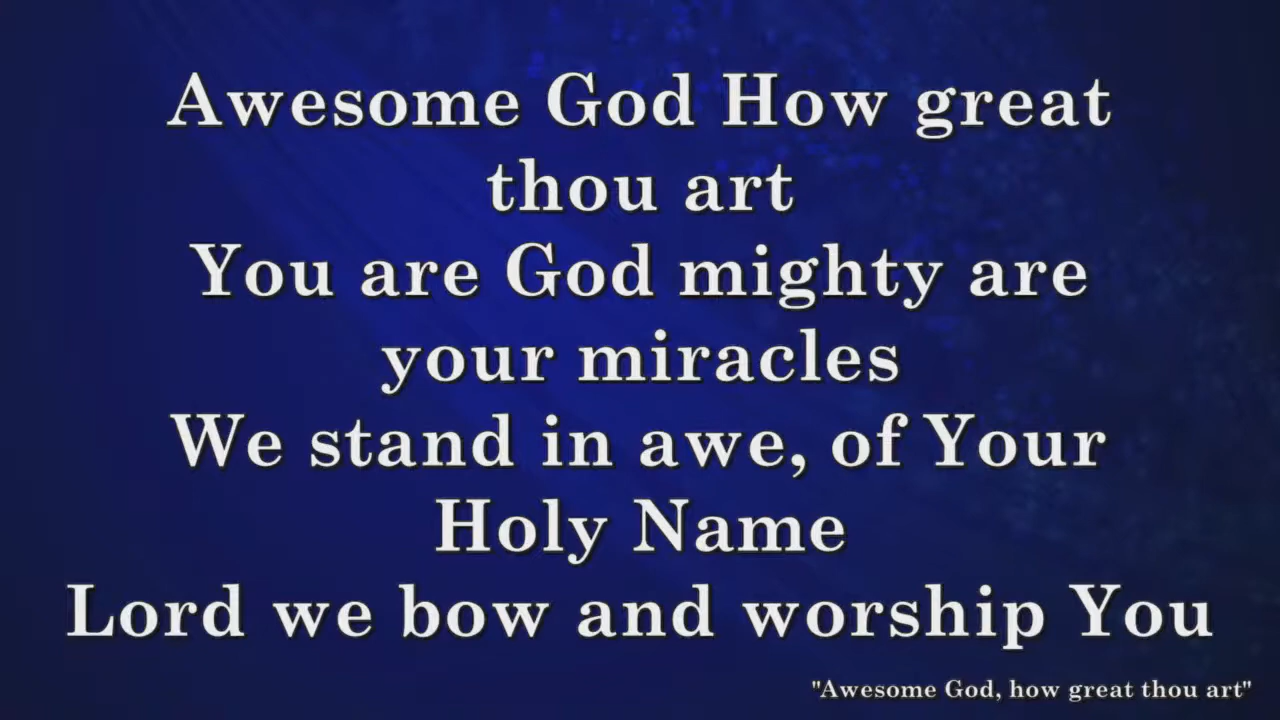 Awesome God How great
thou art
You are God mighty are
your miracles
We stand in awe, of Your
Holy Name
Lord we bow and worship You
"Awesome God, how great thou art"